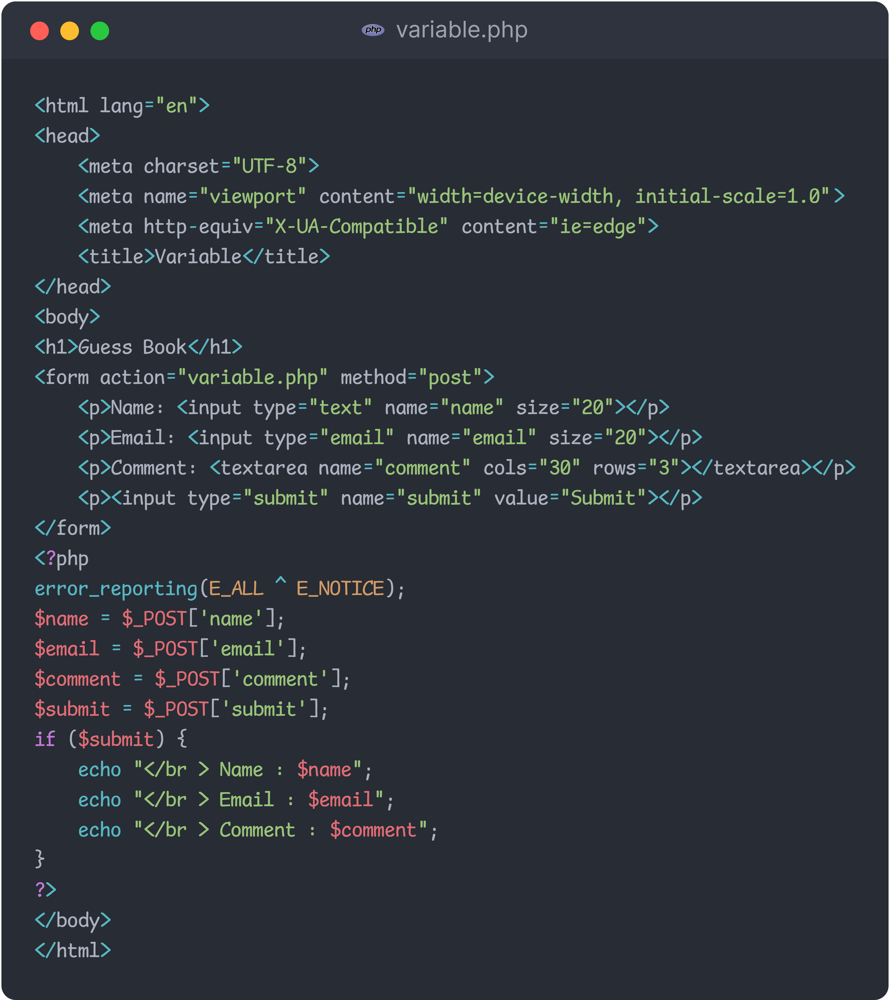 php variable.php
<html lang="en">
<head>
    <meta charset="UTF-8">
    <meta name="viewport" content="width=device-width, initial-scale=1.0">
    <meta http-equiv="X-UA-Compatible" content="ie=edge">
    <title>Variable</title>
</head>
<body>
<h1>Guess Book</h1>
<form action="variable.php" method="post">
    <p>Name: <input type="text" name="name" size="20"></p>
    <p>Email: <input type="email" name="email" size="20"></p>
    <p>Comment: <textarea name="comment" cols="30" rows="3"></textarea></p>
    <p><input type="submit" name="submit" value="Submit"></p>
</form>
<?php
error_reporting(E_ALL ^ E_NOTICE);
$name = $_POST['name'];
$email = $_POST['email'];
$comment = $_POST['comment'];
$submit = $_POST['submit'];
if ($submit) {
    echo "</br > Name : $name";
    echo "</br > Email : $email";
    echo "</br > Comment : $comment";
}
?>
</body>
</html>